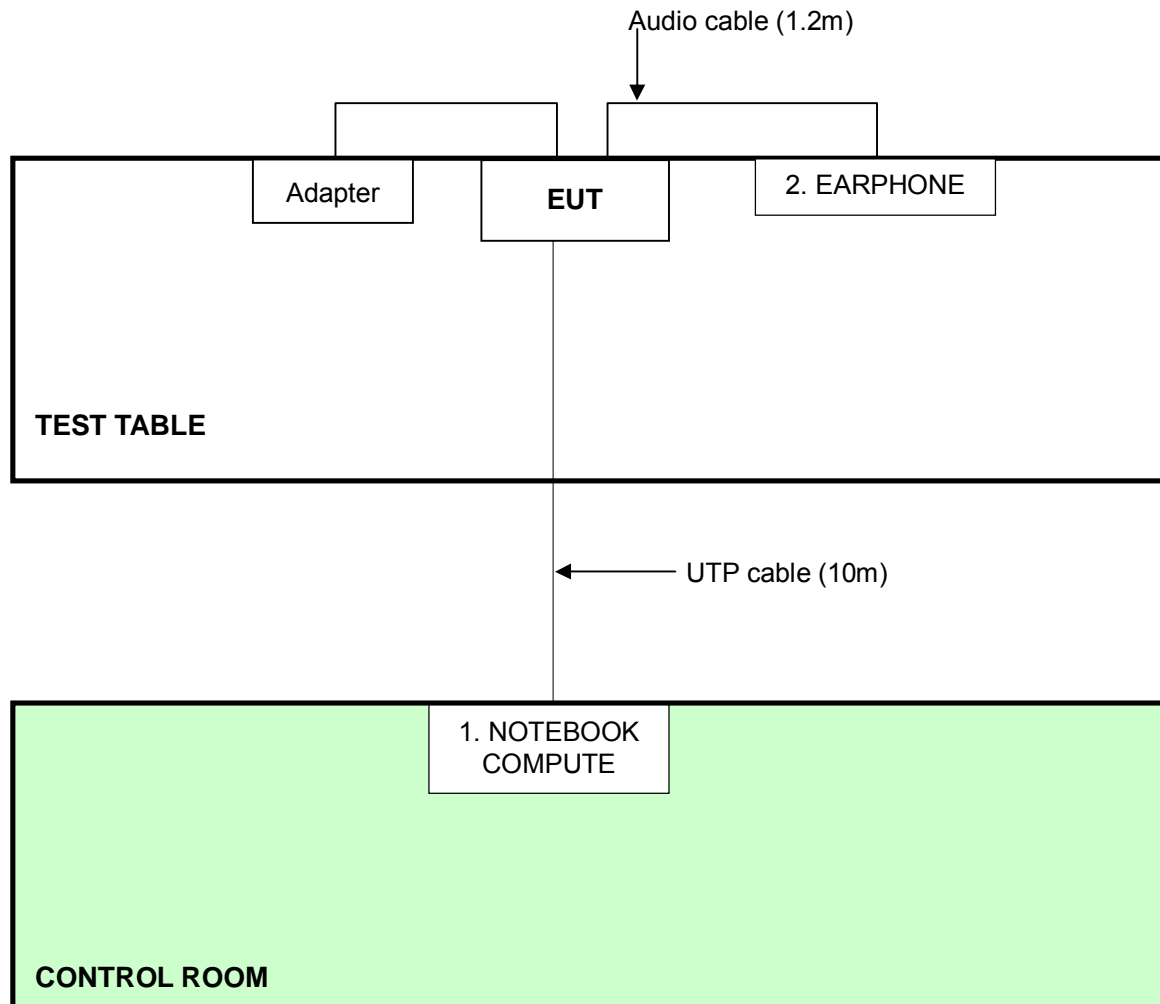 Audio cable (1.2m)
Adapter
EUT
2. EARPHONE
TEST TABLE
UTP cable (10m)
1. NOTEBOOK
COMPUTE
CONTROL ROOM